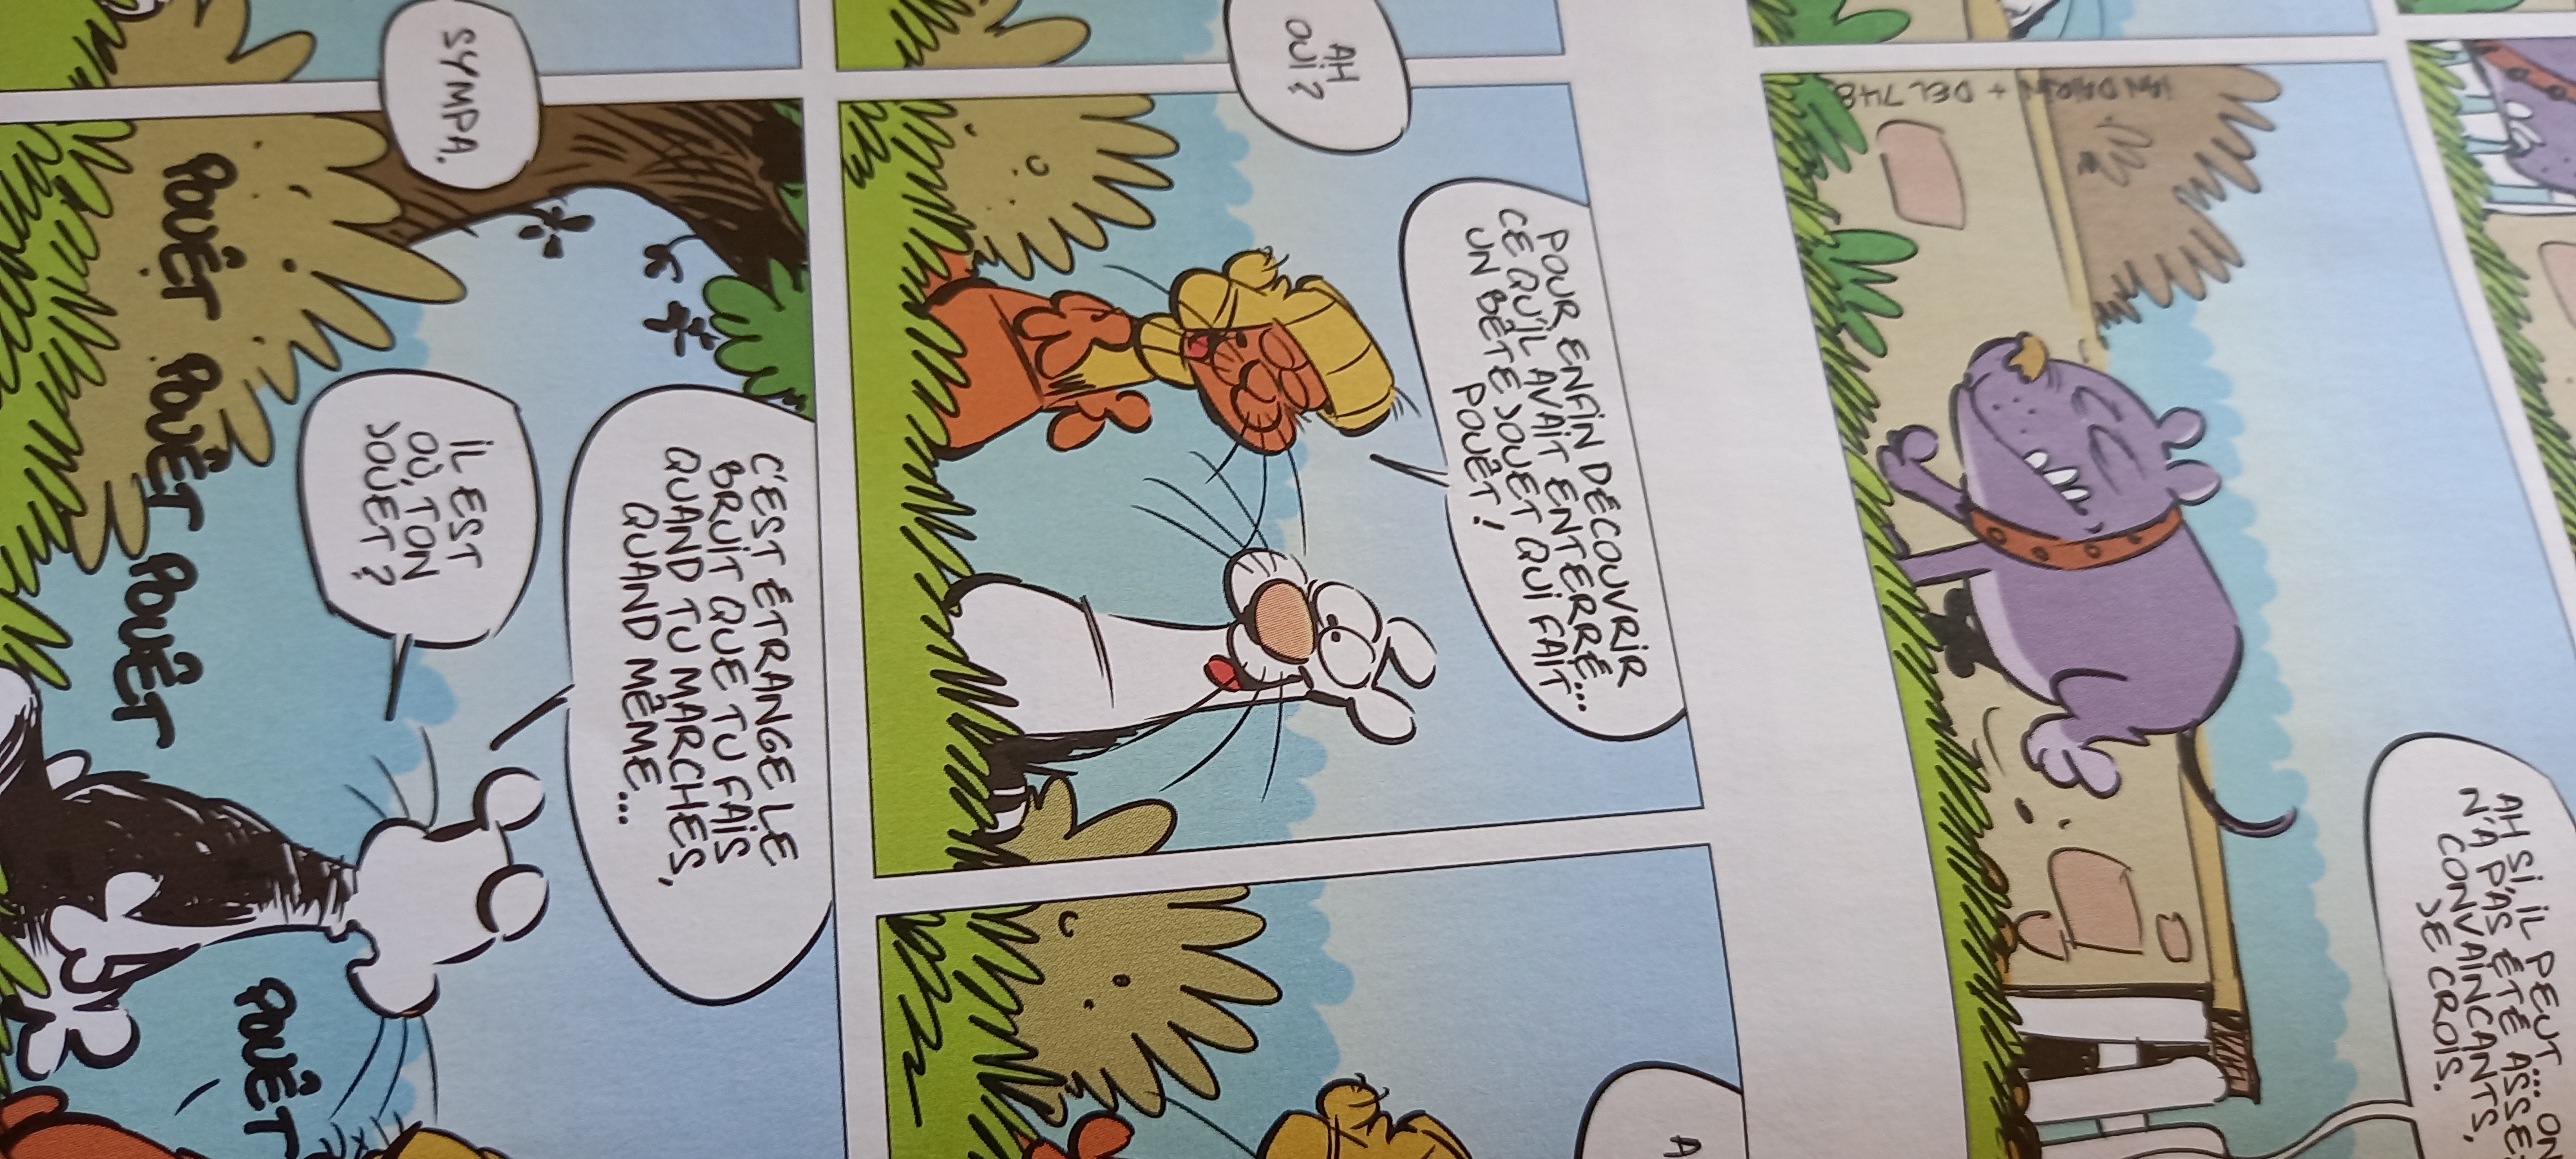 AH SI, IL PEUT... ON
N'A PAS ÉTÉ ASSE
CONVAINCANTS,
JE CROIS.
DEL 748
POUR ENFIN DÉCOUVRIR
CE QU'IL AVAIT ENTERRÉ...
UN BÊTE JOUET QUI FAIT
POUÊT !
A
AH
OUI ?
C'EST ÉTRANGE LE
BRUIT QUE TU FAIS
QUAND TU MARCHES,
QUAND MÊME...
SYMPA.
IL EST
OÙ, TON
JOUET ?
POUÊT
POUÊT POUÊT POUÊT